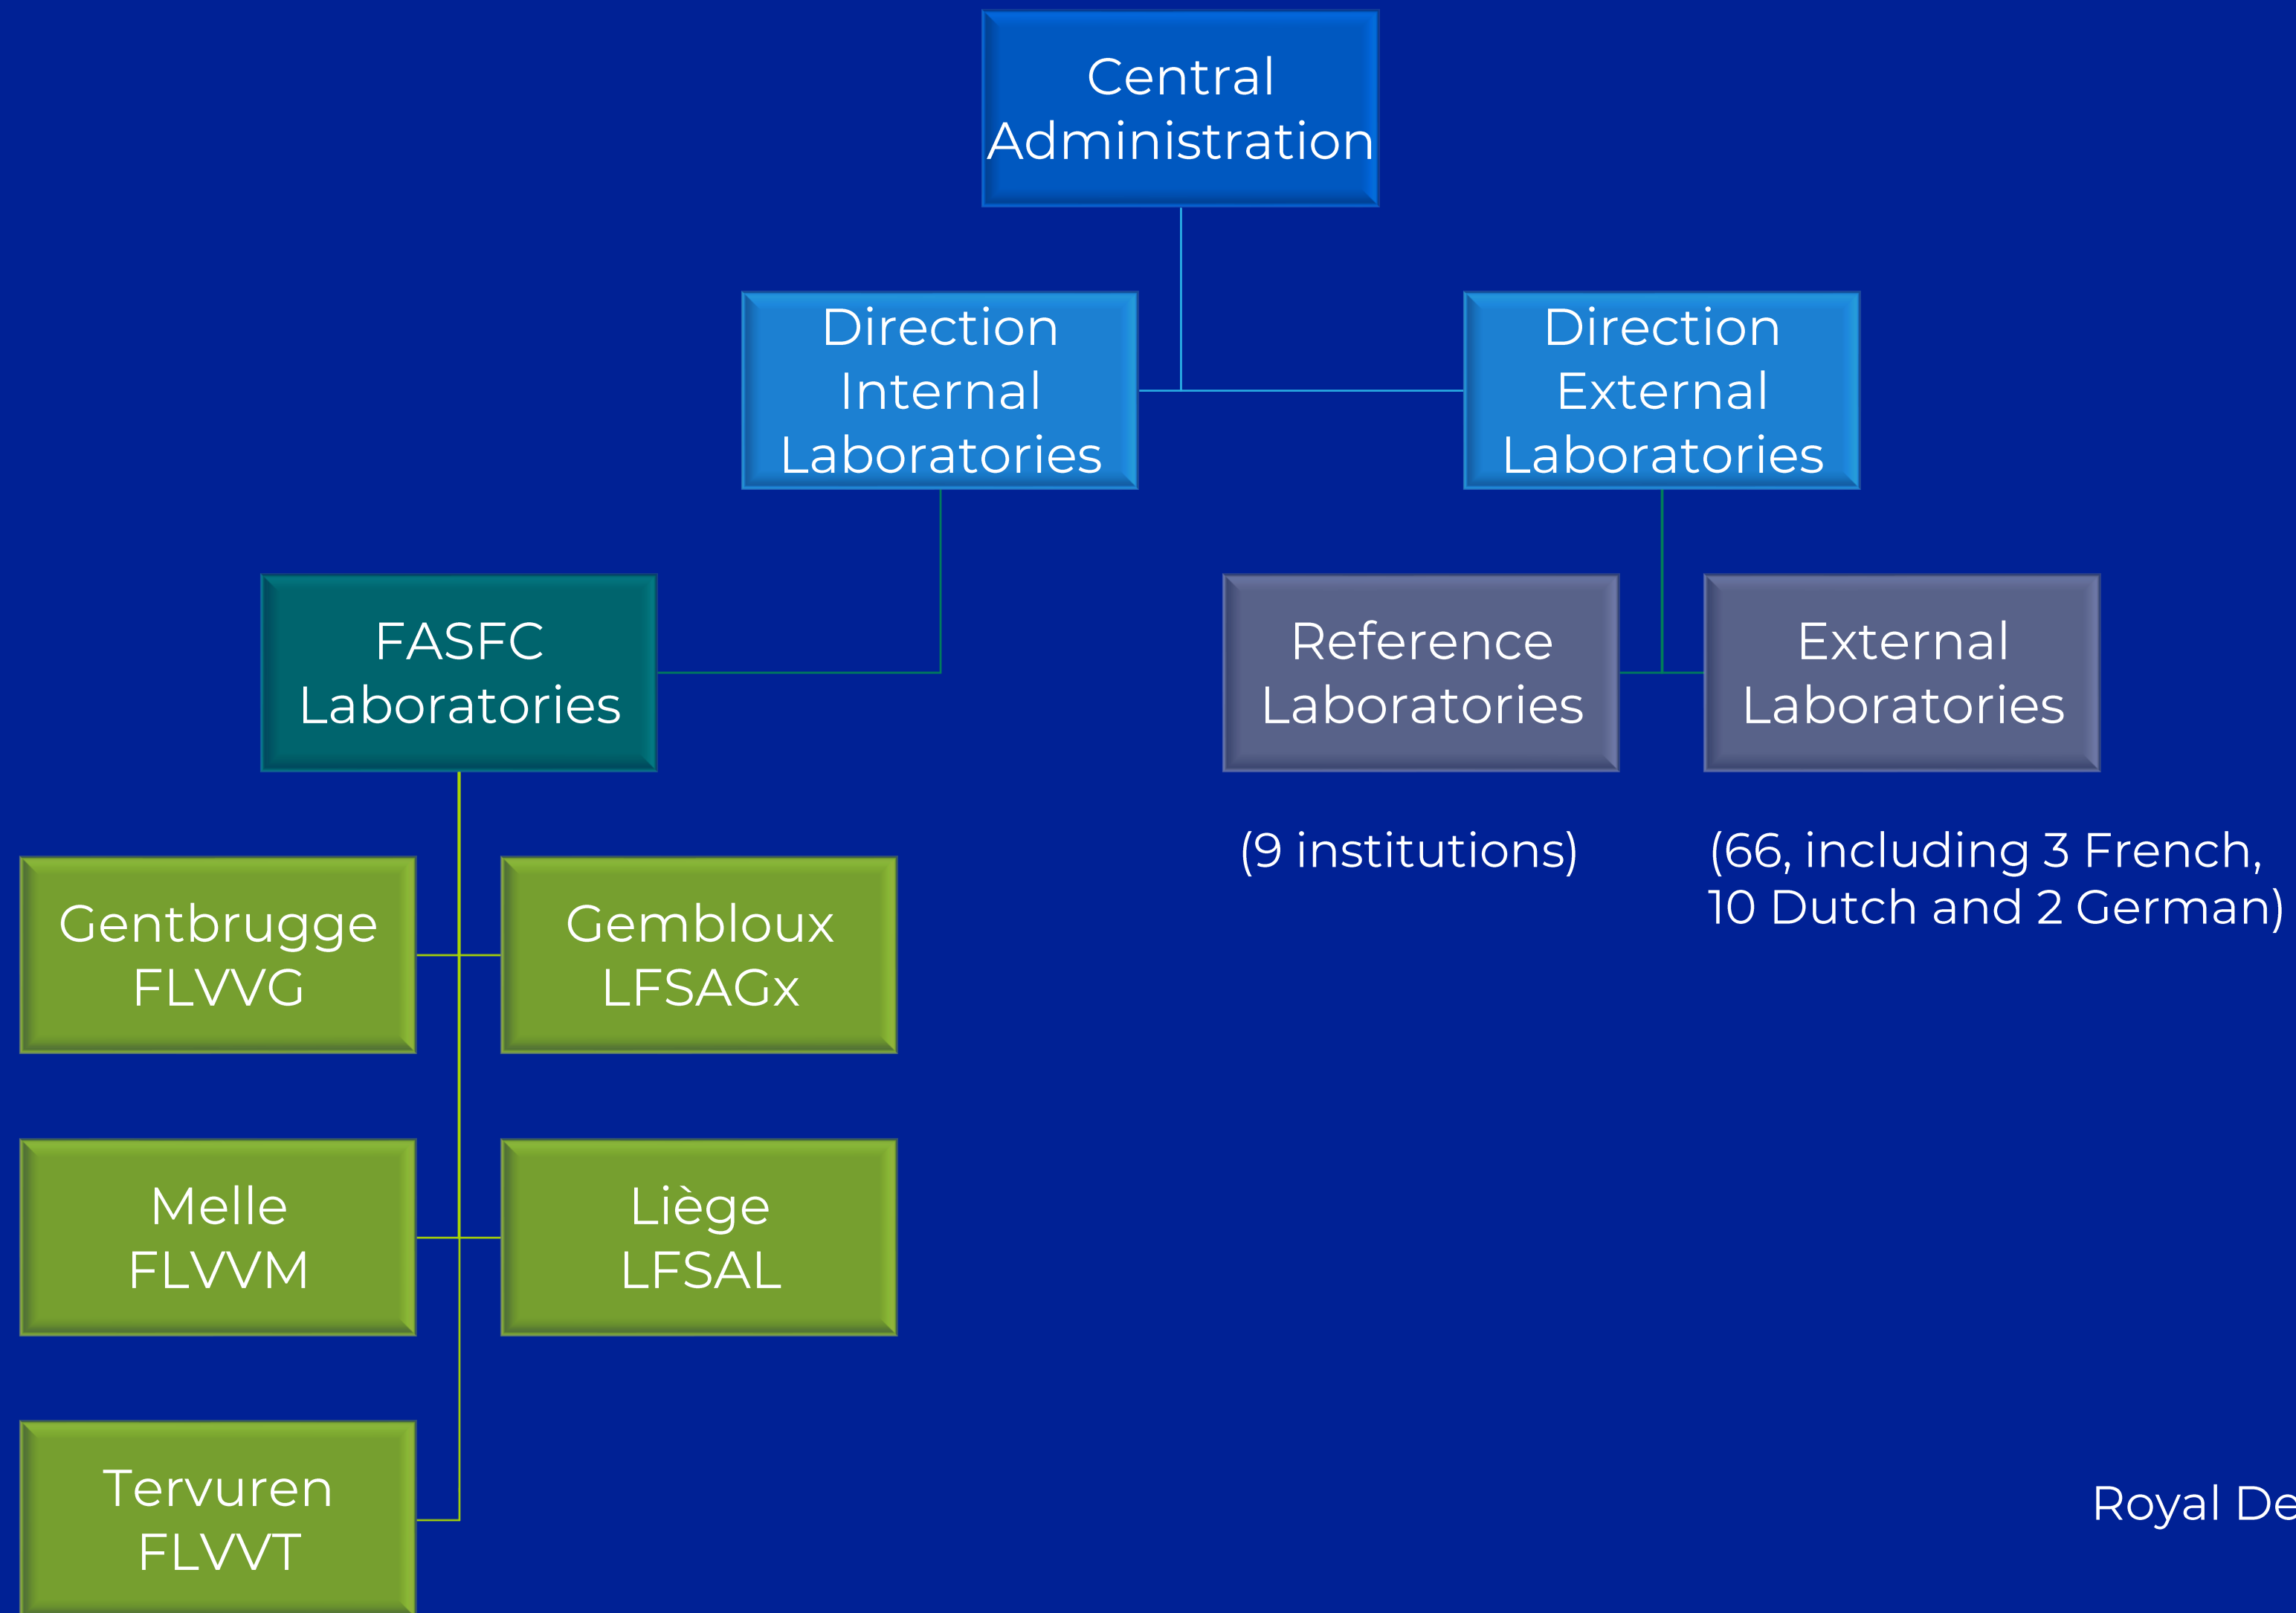 Central
Administration
Direction
Internal
Laboratories
Direction
External
Laboratories
FASFC
Laboratories
Reference
Laboratories
External
Laboratories
(9 institutions)
(66, including 3 French,
10 Dutch and 2 German)
Gentbrugge
FLVVG
Gembloux
LFSAGx
Melle
FLVVM
Liège
LFSAL
Tervuren
FLVVT
Royal